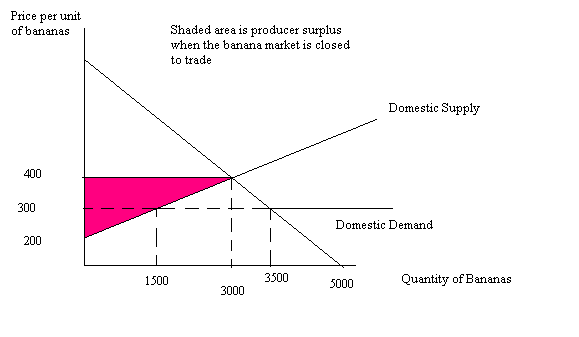 Price per unit
of bananas
Shaded area is producer surplus
when the banana market is closed
to trade
Domestic Supply
400
300
200
Domestic Demand
1500
3000
3500
5000
Quantity of Bananas